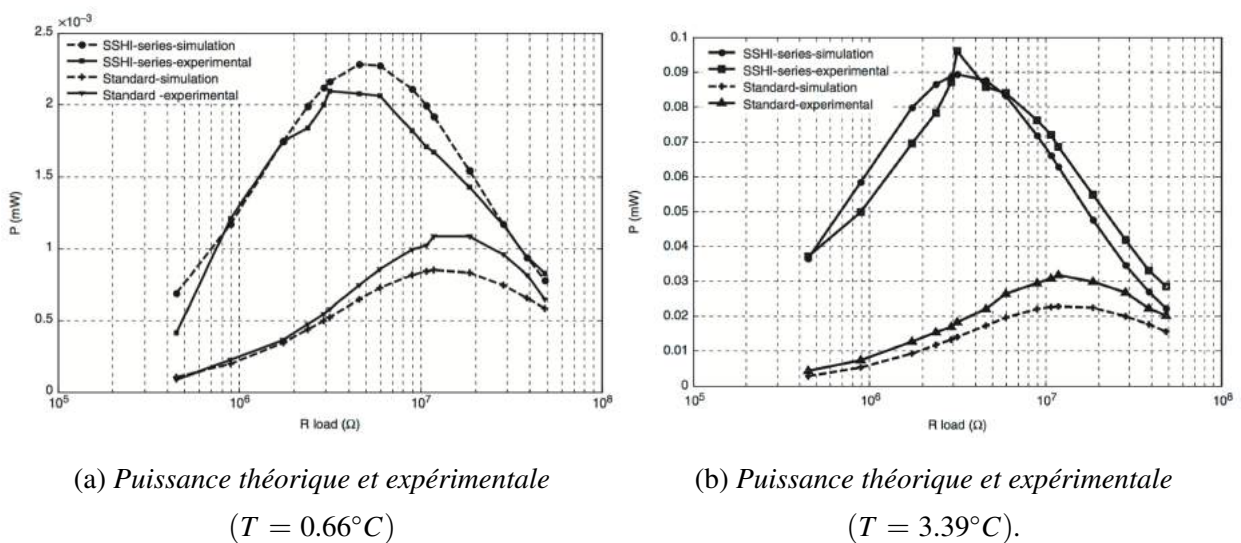 ×10⁻³
2.5
2
1.5
1
0.5
0
P (mW)
SSHI-series-simulation
SSHI-series-experimental
Standard-simulation
Standard -experimental
10⁵
10⁶
10⁷
10⁸
R load (Ω)
0.1
0.09
0.08
0.07
0.06
0.05
0.04
0.03
0.02
0.01
0
P (mW)
SSHI-series-simulation
SSHI-series-experimental
Standard-simulation
Standard-experimental
10⁵
10⁶
10⁷
10⁸
R load (Ω)
(a) Puissance théorique et expérimentale
(T = 0.66°C)
(b) Puissance théorique et expérimentale
(T = 3.39°C).